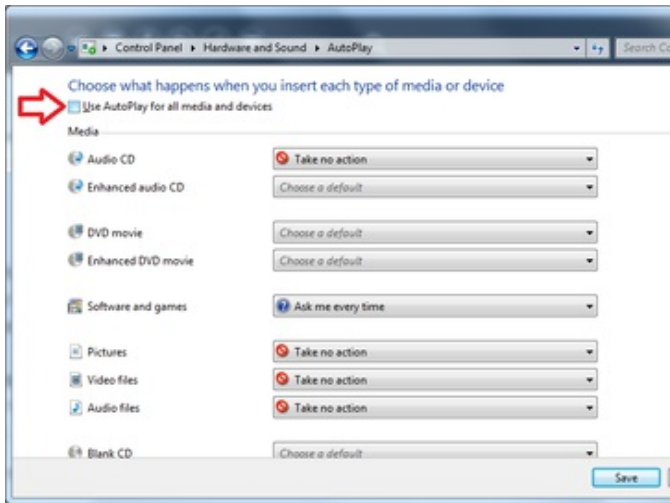 Control Panel Hardware and Sound AutoPlay
Search Co
Choose what happens when you insert each type of media or device
Use AutoPlay for all media and devices
Media
Audio CD Take no action
Enhanced audio CD Choose a default
DVD movie Choose a default
Enhanced DVD movie Choose a default
Software and games Ask me every time
Pictures Take no action
Video files Take no action
Audio files Take no action
Blank CD Choose a default
Save